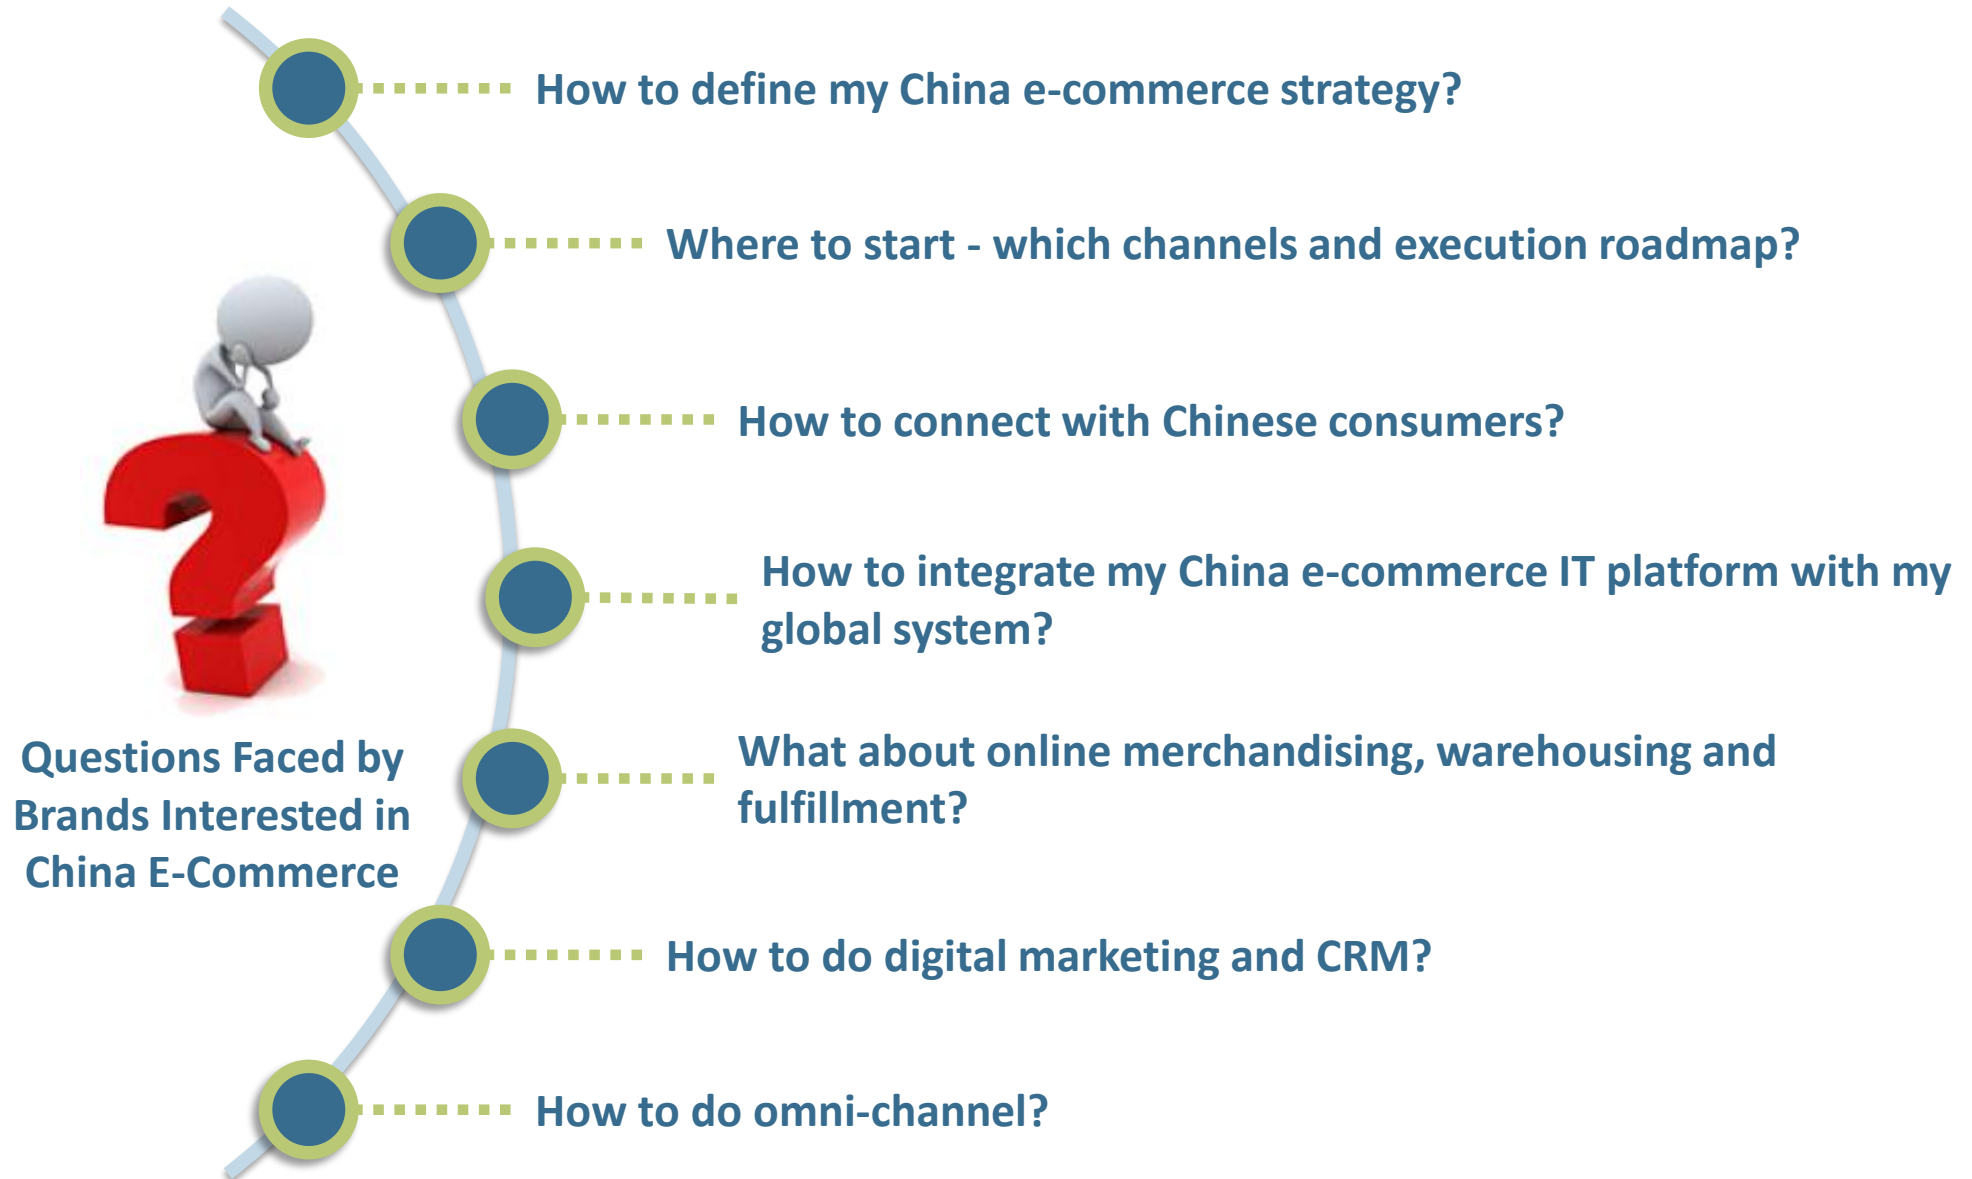 How to define my China e-commerce strategy?
Where to start - which channels and execution roadmap?
How to connect with Chinese consumers?
How to integrate my China e-commerce IT platform with my
global system?
What about online merchandising, warehousing and
fulfillment?
How to do digital marketing and CRM?
How to do omni-channel?
Questions Faced by
Brands Interested in
China E-Commerce